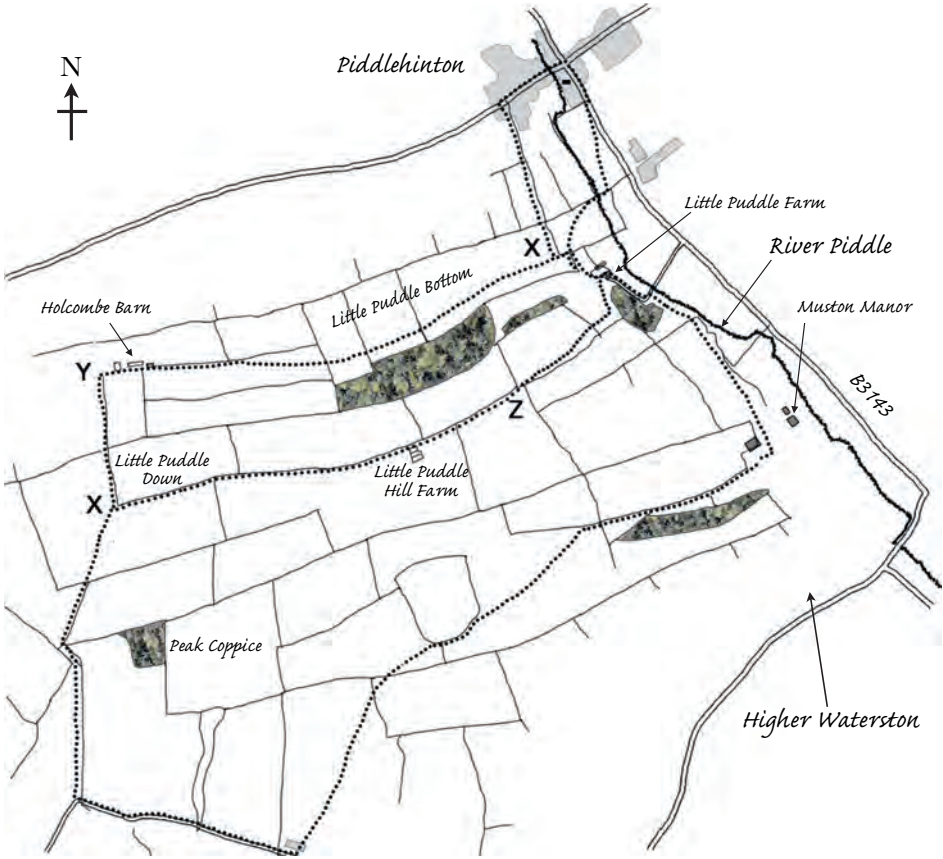 Piddlehinton
N
Little Puddle Farm
X
River Piddle
Little Puddle Bottom
Holcombe Barn
Muston Manor
Y
B3143
Z
Little Puddle
Down
Little Puddle
Hill Farm
X
Peak Coppice
Higher Waterston